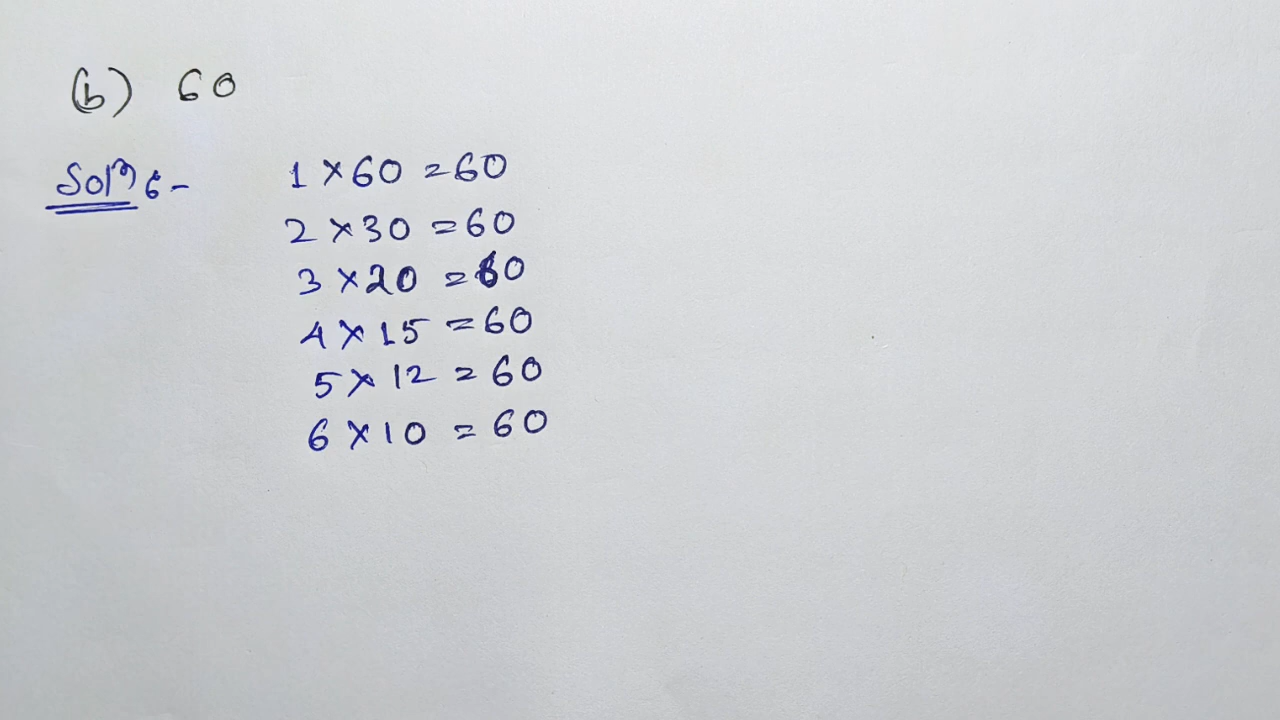 (b) 60
Soln :-
1 × 60 = 60
2 × 30 = 60
3 × 20 = 60
4 × 15 = 60
5 × 12 = 60
6 × 10 = 60